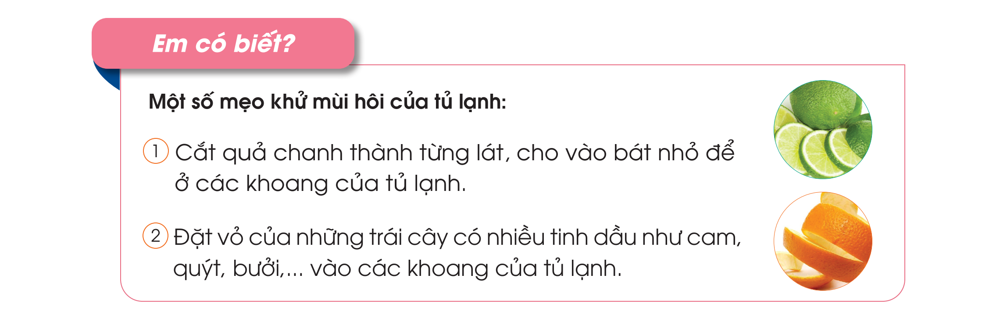 Em có biết?
Một số mẹo khử mùi hôi của tủ lạnh:
1 Cắt quả chanh thành từng lát, cho vào bát nhỏ để
ở các khoang của tủ lạnh.
2 Đặt vỏ của những trái cây có nhiều tinh dầu như cam,
quýt, bưởi,... vào các khoang của tủ lạnh.